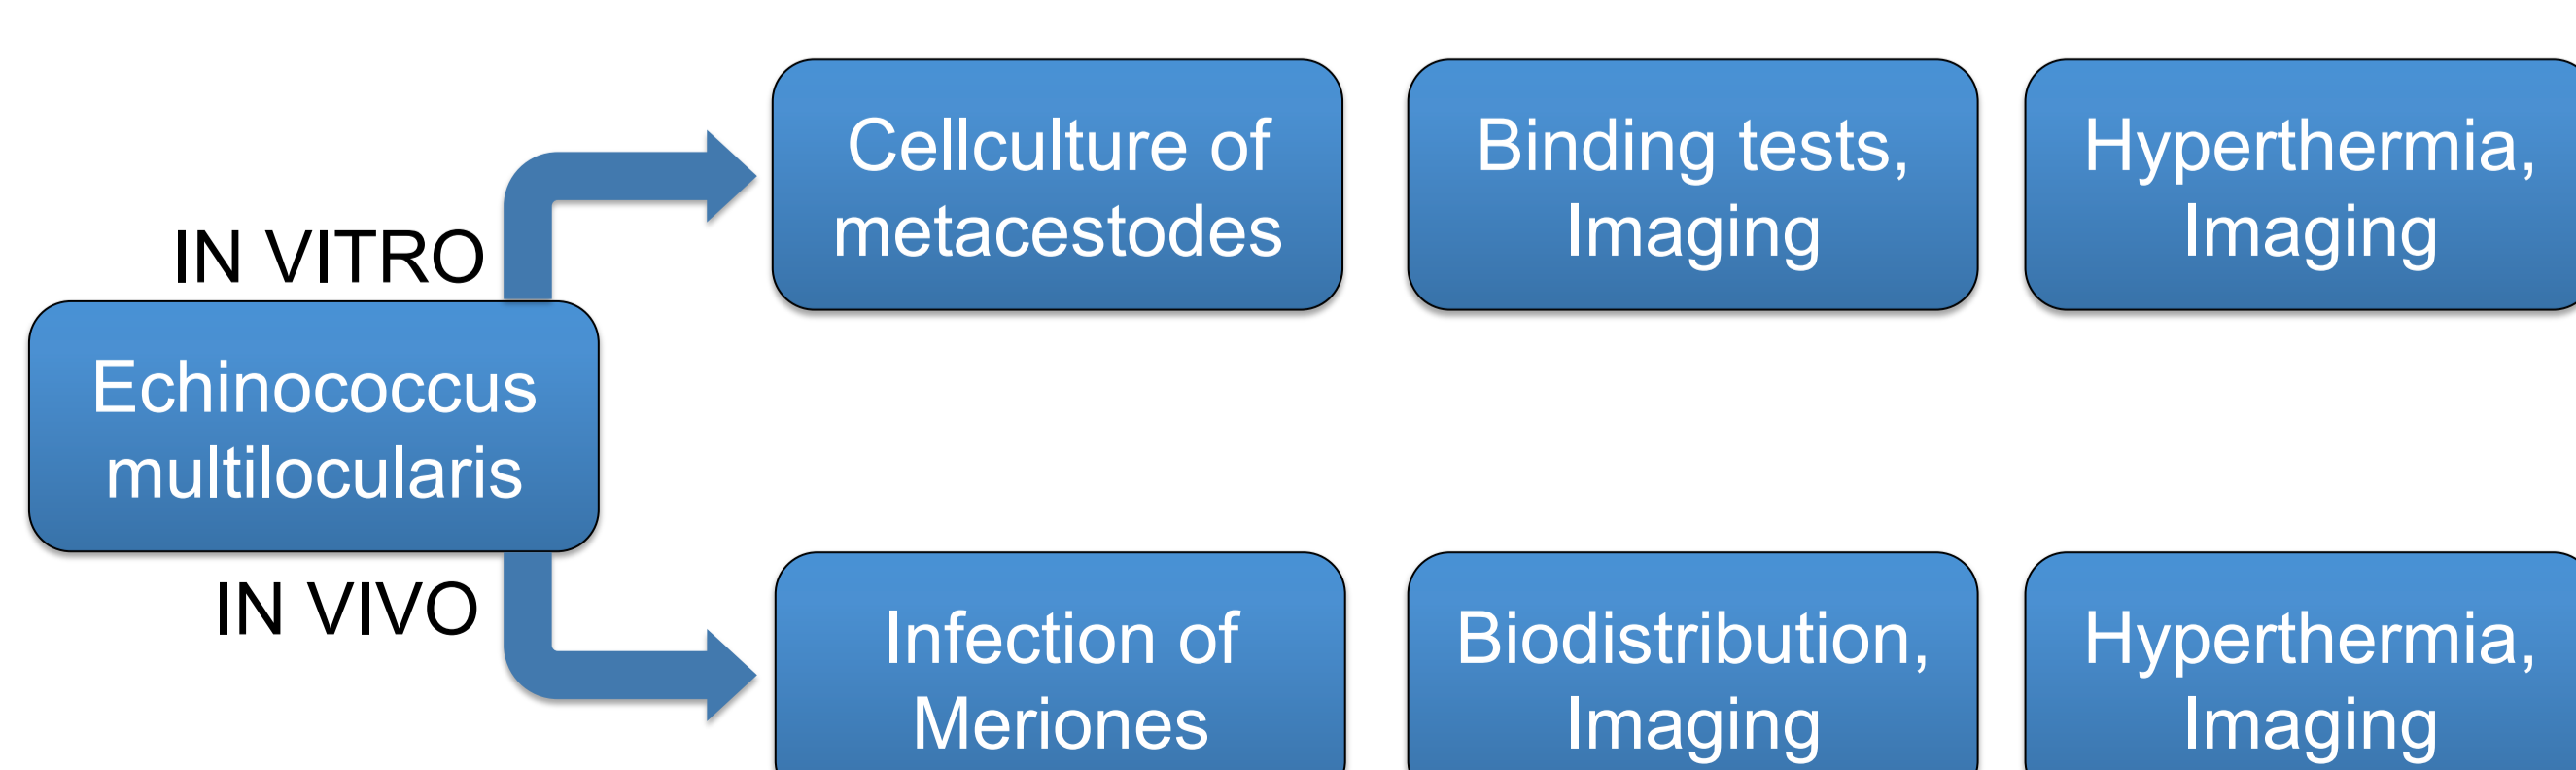 IN VITRO
Echinococcus
multilocularis
IN VIVO
Cellculture of
metacestodes
Binding tests,
Imaging
Hyperthermia,
Imaging
Infection of
Meriones
Biodistribution,
Imaging
Hyperthermia,
Imaging